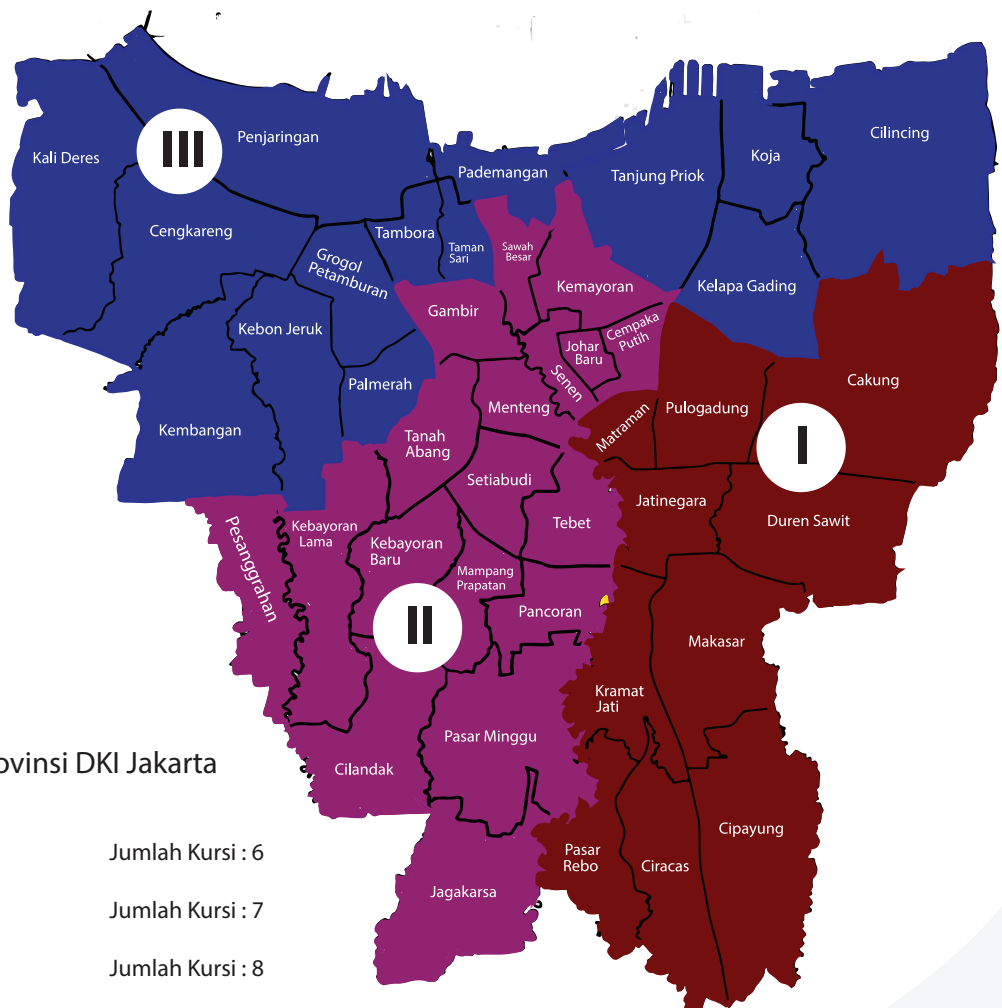 Penjaringan
III
Kali Deres
Cilincing
Koja
Pademangan
Tanjung Priok
Cengkareng
Tambora
Taman
Sari
Sawah
Besar
Grogol
Petamburan
Kemayoran
Kelapa Gading
Gambir
Kebon Jeruk
Cempaka
Putih
Johar
Baru
Senen
Palmerah
Cakung
Menteng
Pulogadung
Matraman
Kembangan
Tanah
Abang
I
Setiabudi
Jatinegara
Duren Sawit
Tebet
Pesanggrahan
Kebayoran
Lama
Kebayoran
Baru
Mampang
Prapatan
Pancoran
II
Makasar
Kramat
Jati
Pasar Minggu
ovinsi DKI Jakarta
Cilandak
Cipayung
Jumlah Kursi : 6
Pasar
Rebo
Ciracas
Jagakarsa
Jumlah Kursi : 7
Jumlah Kursi : 8